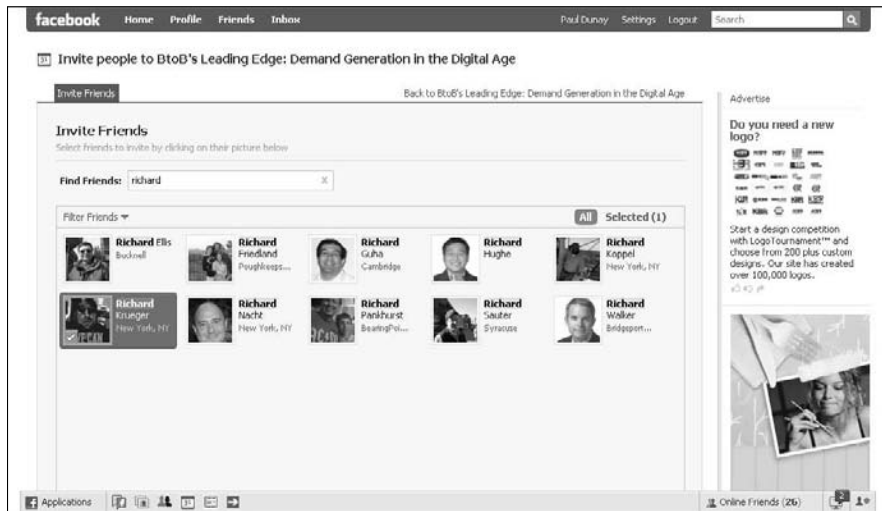 facebook Home Profile Friends Inbox Paul Dunay Settings Logout Search
Invite people to BtoB's Leading Edge: Demand Generation in the Digital Age
Invite Friends Back to BtoB's Leading Edge: Demand Generation in the Digital Age
Advertise
Invite Friends
Select friends to invite by clicking on their picture below
Find Friends: richard x
Filter Friends All Selected (1)
Richard Ellis
Bucknell
Richard
Friedland
Poughkeeps...
Richard
Guha
Cambridge
Richard
Hughe
Richard
Koppel
New York, NY
Richard
Krueger
New York, NY
Richard
Nacht
New York, NY
Richard
Pankhurst
BearingPoi...
Richard
Sauter
Syracuse
Richard
Walker
Bridgeport...
Do you need a new
logo?
Start a design competition
with LogoTournament™ and
choose from 200 plus custom
designs. Our site has created
over 100,000 logos.
Applications
Online Friends (26)
2